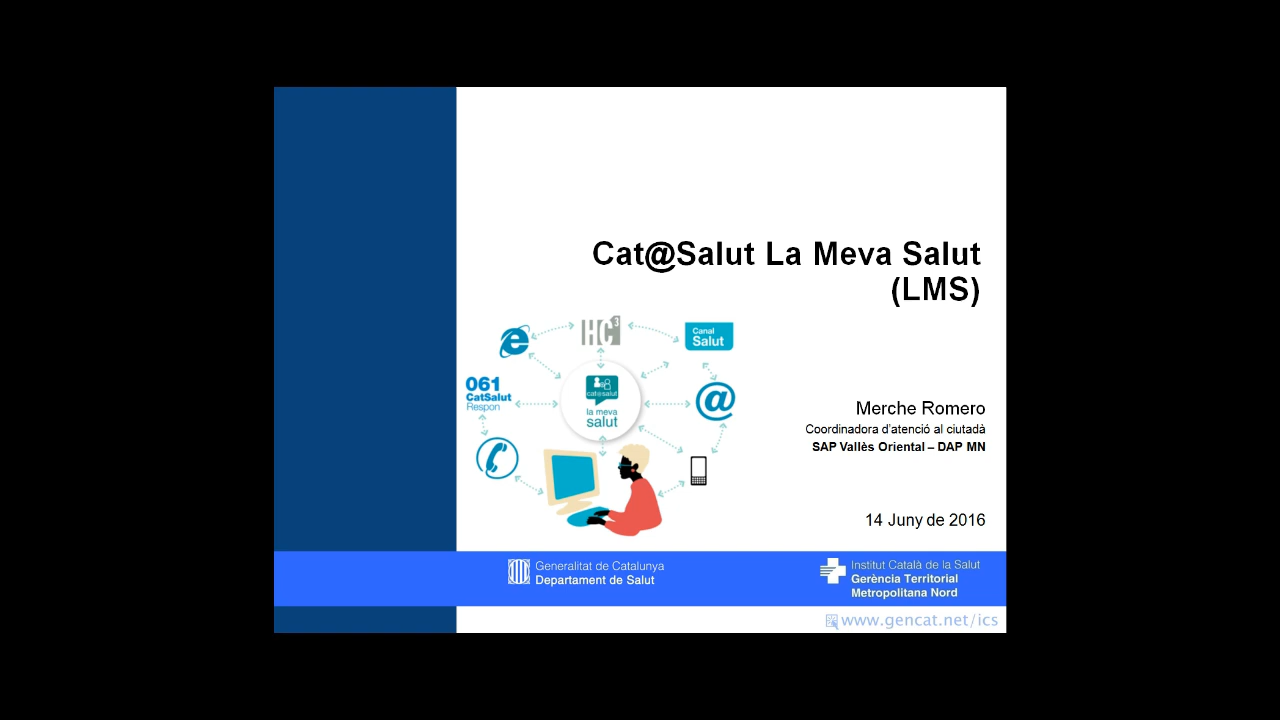 Cat@Salut La Meva Salut
(LMS)
HC3
Canal
Salut
061
CatSalut
Respon
cat@salut
la meva
salut
@
Merche Romero
Coordinadora d'atenció al ciutadà
SAP Vallès Oriental – DAP MN
14 Juny de 2016
Generalitat de Catalunya
Departament de Salut
Institut Català de la Salut
Gerència Territorial
Metropolitana Nord
www.gencat.net/ics